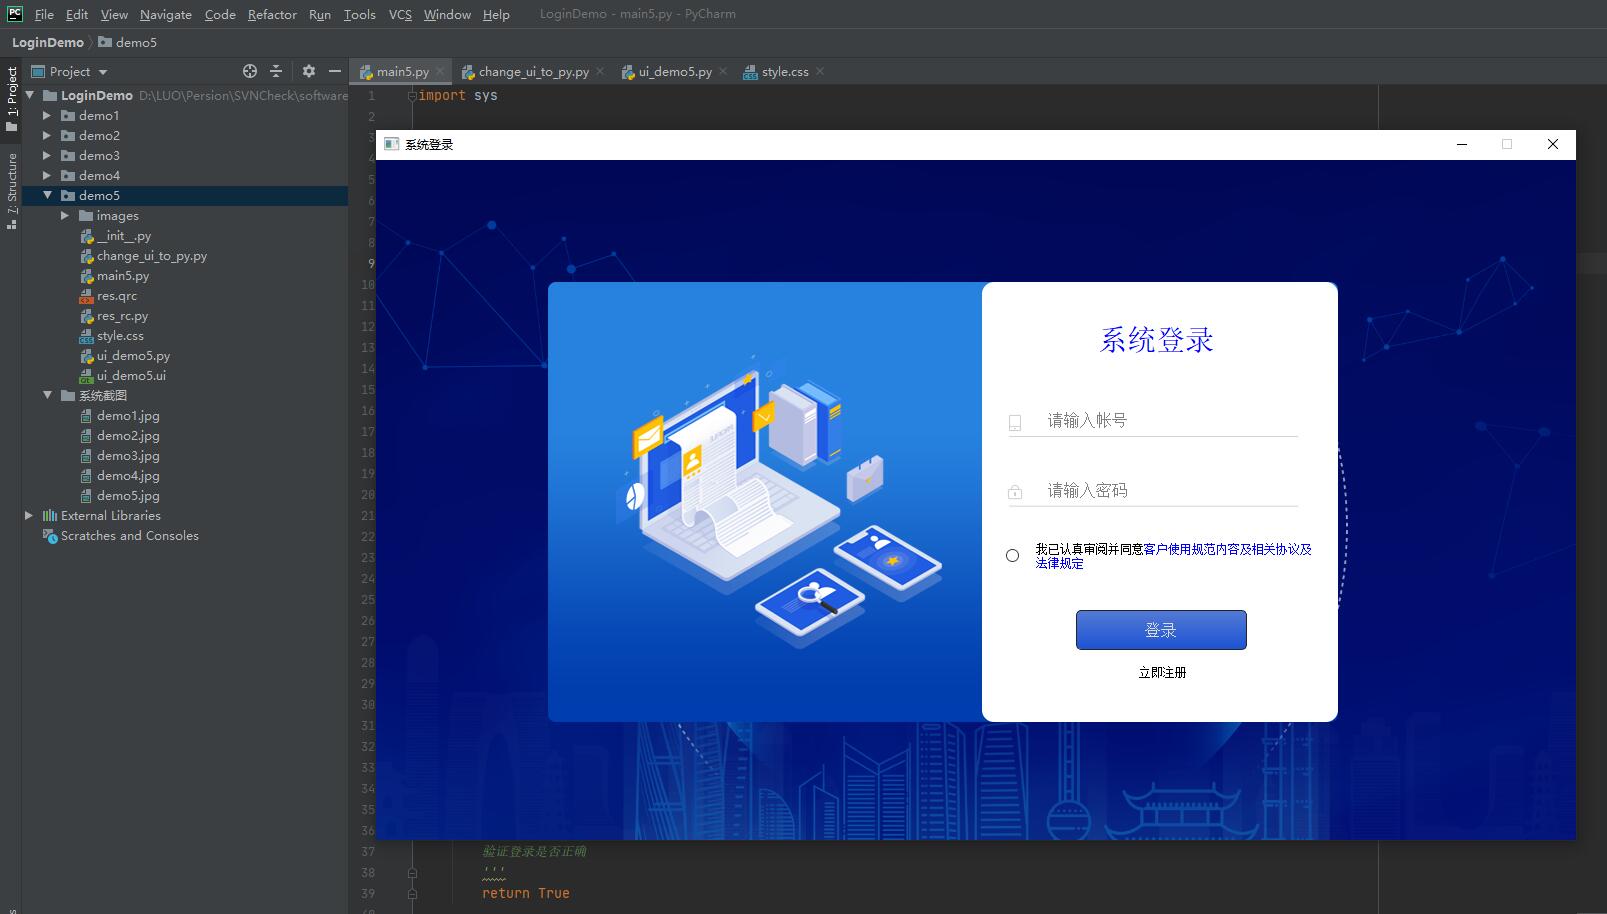 File Edit View Navigate Code Refactor Run Tools VCS Window Help LoginDemo - main5.py - PyCharm
LoginDemo demo5
1: Project
7: Structure
Project
LoginDemo D:\LUO\Persion\SVNCheck\software
demo1
demo2
demo3
demo4
demo5
images
__init__.py
change_ui_to_py.py
main5.py
res.qrc
res_rc.py
style.css
ui_demo5.py
ui_demo5.ui
系统截图
demo1.jpg
demo2.jpg
demo3.jpg
demo4.jpg
demo5.jpg
External Libraries
Scratches and Consoles
main5.py change_ui_to_py.py ui_demo5.py style.css
1 import sys
2
3
4
5
6
7
8
9
10
11
12
13
14
15
16
17
18
19
20
21
22
23
24
25
26
27
28
29
30
31
32
33
34
35
36
37 验证登录是否正确
38 '''
39 return True
系统登录
系统登录
请输入帐号
请输入密码
我已认真审阅并同意客户使用规范内容及相关协议及
法律规定
登录
立即注册